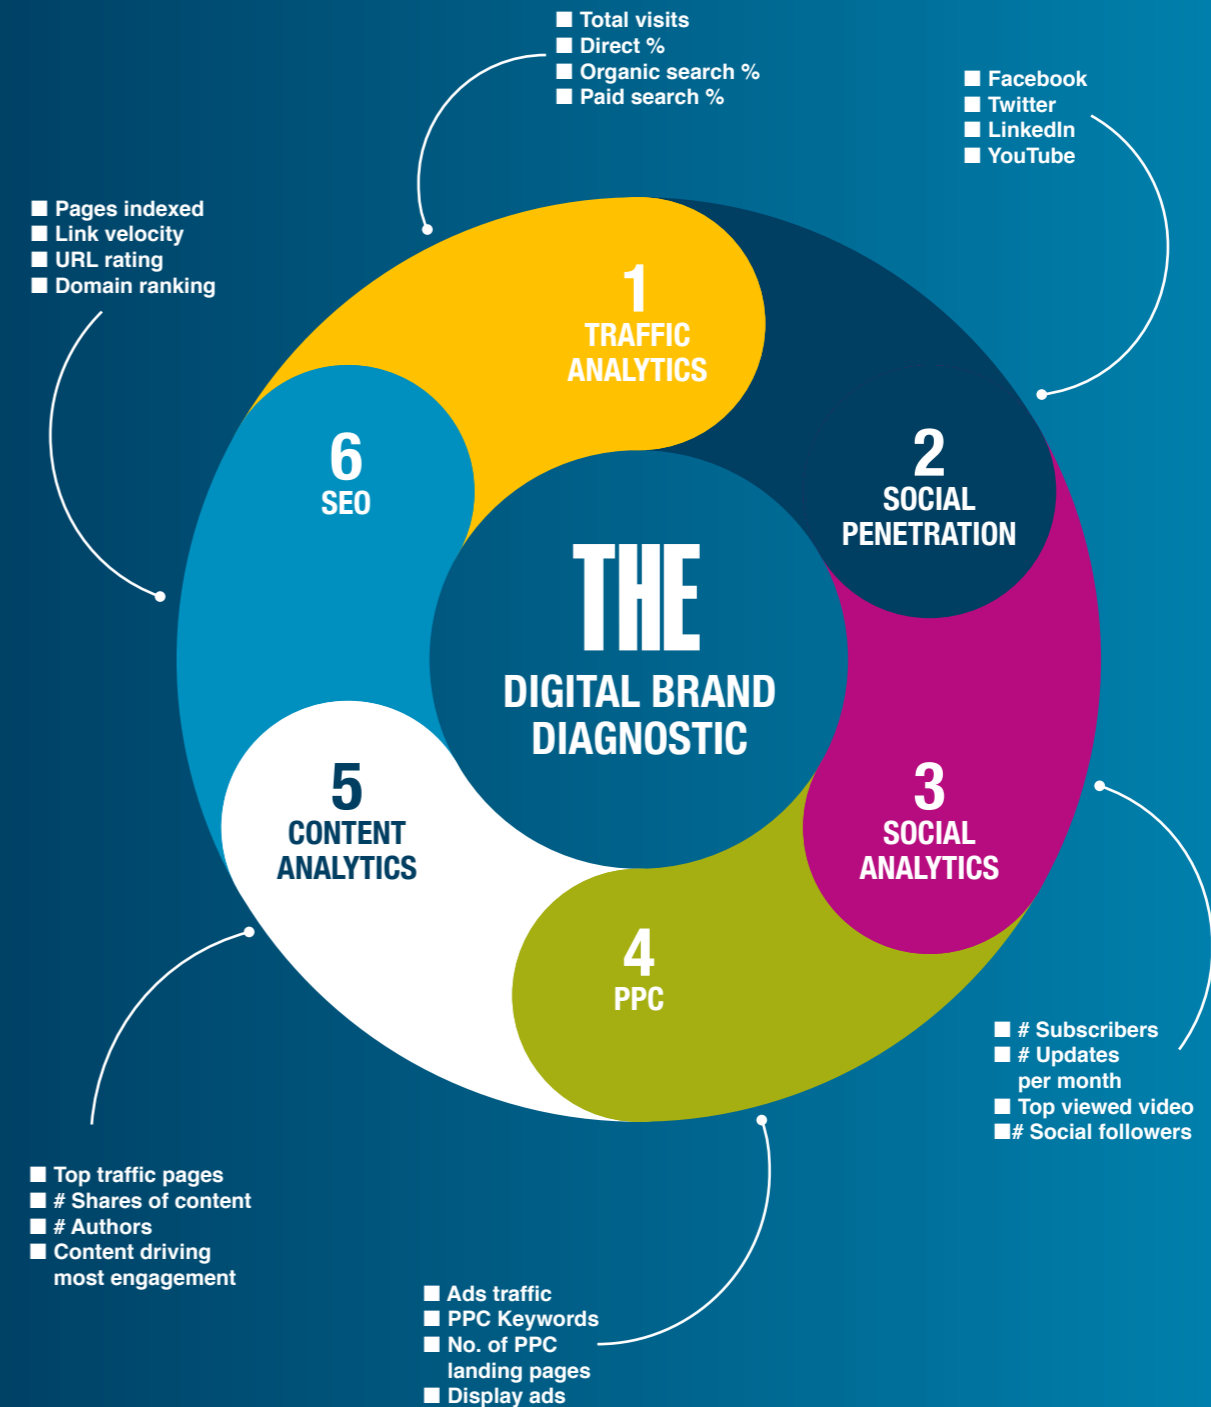 Total visits
Direct %
Organic search %
Paid search %
Facebook
Twitter
LinkedIn
YouTube
Pages indexed
Link velocity
URL rating
Domain ranking
1
TRAFFIC
ANALYTICS
2
SOCIAL
PENETRATION
6
SEO
THE
DIGITAL BRAND
DIAGNOSTIC
3
SOCIAL
ANALYTICS
5
CONTENT
ANALYTICS
4
PPC
# Subscribers
# Updates
per month
Top viewed video
# Social followers
Top traffic pages
# Shares of content
# Authors
Content driving
most engagement
Ads traffic
PPC Keywords
No. of PPC
landing pages
Display ads